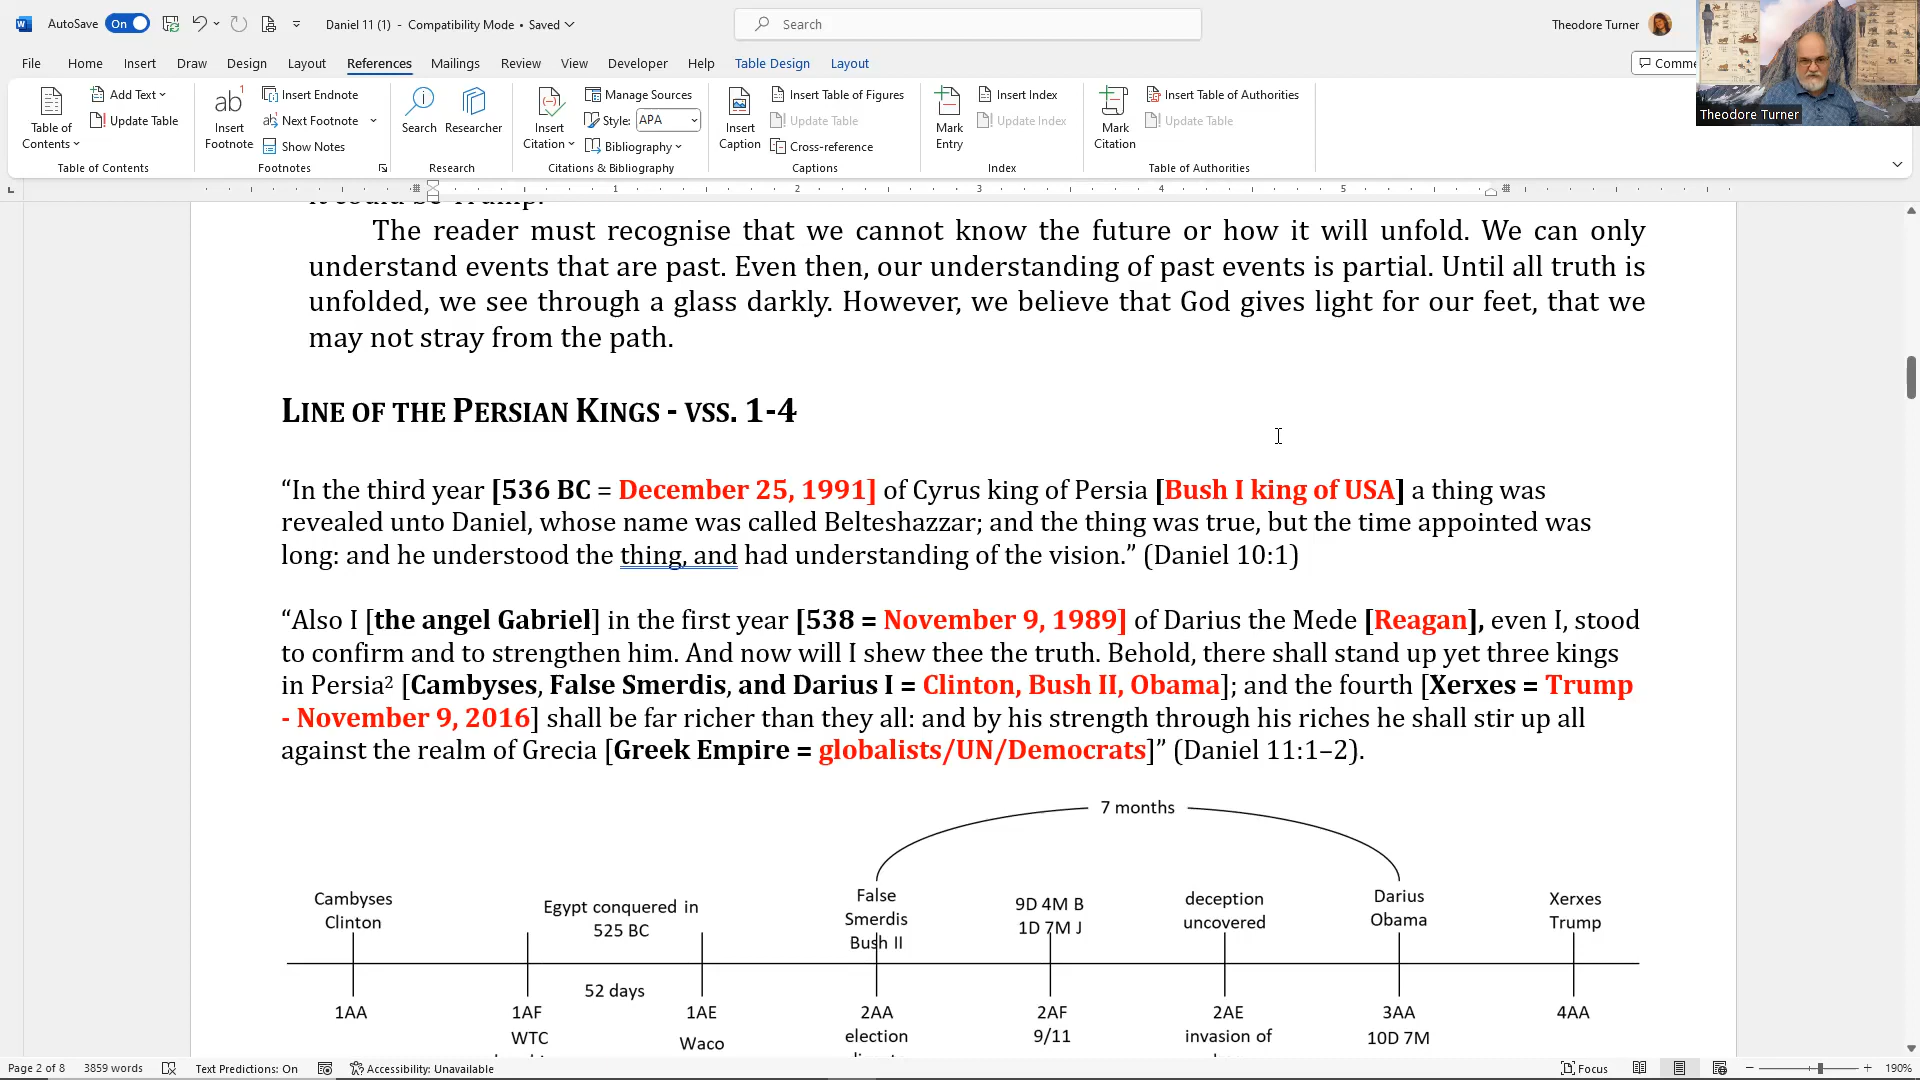 AutoSave On Daniel 11 (1) - Compatibility Mode • Saved Search Theodore Turner
File Home Insert Draw Design Layout References Mailings Review View Developer Help Table Design Layout Comme
Table of Contents
Add Text
Update Table
Table of Contents
ab 1
Insert Footnote
Insert Endnote
Next Footnote
Show Notes
Footnotes
Search
Researcher
Research
Insert Citation
Manage Sources
Style: APA
Bibliography
Citations & Bibliography
Insert Caption
Insert Table of Figures
Update Table
Cross-reference
Captions
Mark Entry
Insert Index
Update Index
Index
Mark Citation
Insert Table of Authorities
Update Table
Table of Authorities
Theodore Turner
1 2 3 4 5
The reader must recognise that we cannot know the future or how it will unfold. We can only
understand events that are past. Even then, our understanding of past events is partial. Until all truth is
unfolded, we see through a glass darkly. However, we believe that God gives light for our feet, that we
may not stray from the path.
LINE OF THE PERSIAN KINGS - VSS. 1-4
“In the third year [536 BC = December 25, 1991] of Cyrus king of Persia [Bush I king of USA] a thing was
revealed unto Daniel, whose name was called Belteshazzar; and the thing was true, but the time appointed was
long: and he understood the thing, and had understanding of the vision.” (Daniel 10:1)
“Also I [the angel Gabriel] in the first year [538 = November 9, 1989] of Darius the Mede [Reagan], even I, stood
to confirm and to strengthen him. And now will I shew thee the truth. Behold, there shall stand up yet three kings
in Persia2 [Cambyses, False Smerdis, and Darius I = Clinton, Bush II, Obama]; and the fourth [Xerxes = Trump
- November 9, 2016] shall be far richer than they all: and by his strength through his riches he shall stir up all
against the realm of Grecia [Greek Empire = globalists/UN/Democrats]” (Daniel 11:1–2).
7 months
Cambyses
Clinton
Egypt conquered in
525 BC
False
Smerdis
Bush II
9D 4M B
1D 7M J
deception
uncovered
Darius
Obama
Xerxes
Trump
52 days
1AA
1AF
WTC
1AE
Waco
2AA
election
2AF
9/11
2AE
invasion of
3AA
10D 7M
4AA
Page 2 of 8 3859 words Text Predictions: On Accessibility: Unavailable Focus 190%